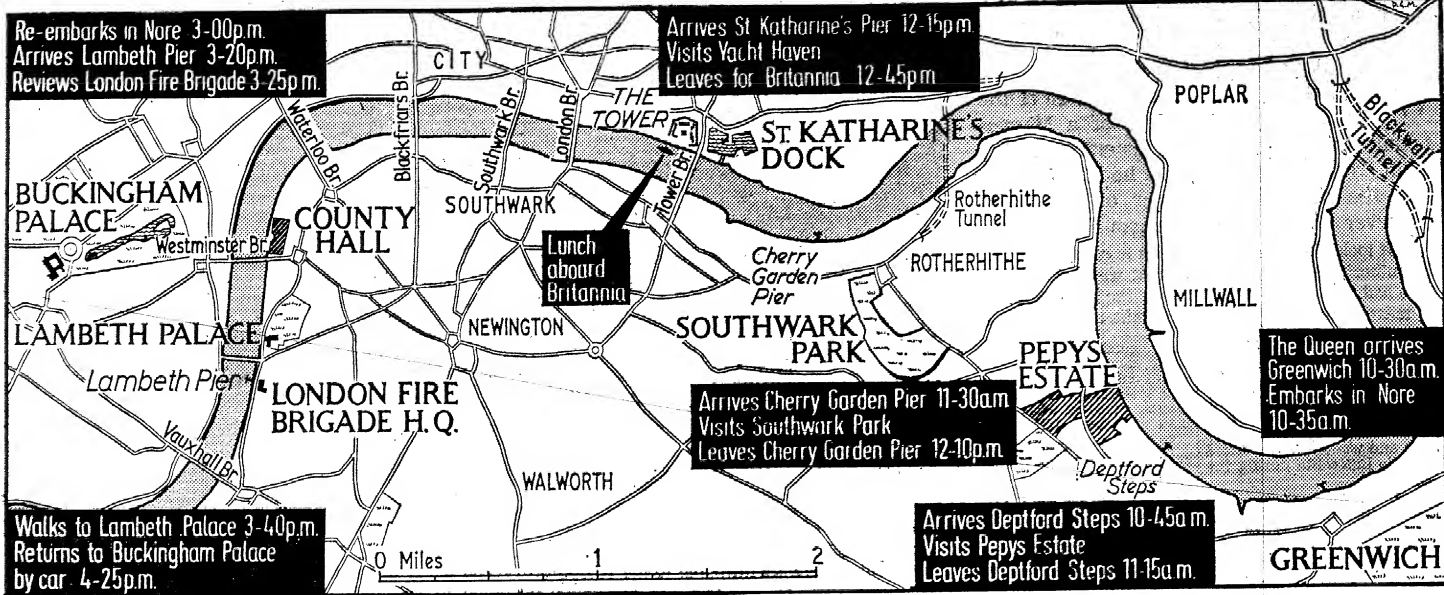 Re-embarks in Nore 3-00p.m.
Arrives Lambeth Pier 3-20p.m.
Reviews London Fire Brigade 3-25p.m.
Arrives St Katharine's Pier 12-15pm
Visits Yacht Haven
Leaves for Britannia 12-45pm
CITY
Waterloo Br.
Blackfriars Br.
Southwark Br.
London Br.
THE
TOWER
Tower Br.
ST. KATHARINE'S
DOCK
POPLAR
Blackwall
Tunnel
BUCKINGHAM
PALACE
Westminster Br.
COUNTY
HALL
SOUTHWARK
Lunch
aboard
Britannia
Cherry
Garden
Pier
Rotherhithe
Tunnel
ROTHERHITHE
MILLWALL
LAMBETH PALACE
Lambeth Pier
LONDON FIRE
BRIGADE H.Q.
NEWINGTON
SOUTHWARK
PARK
PEPYS
ESTATE
The Queen arrives
Greenwich 10-30a.m.
Embarks in Nore
10-35a.m.
Arrives Cherry Garden Pier 11-30a.m
Visits Southwark Park
Leaves Cherry Garden Pier 12-10p.m.
Vauxhall Br.
WALWORTH
Deptford
Steps
Walks to Lambeth Palace 3-40p.m.
Returns to Buckingham Palace
by car 4-25p.m.
0 Miles 1 2
Arrives Deptford Steps 10-45a.m.
Visits Pepys Estate
Leaves Deptford Steps 11-15a.m.
GREENWICH